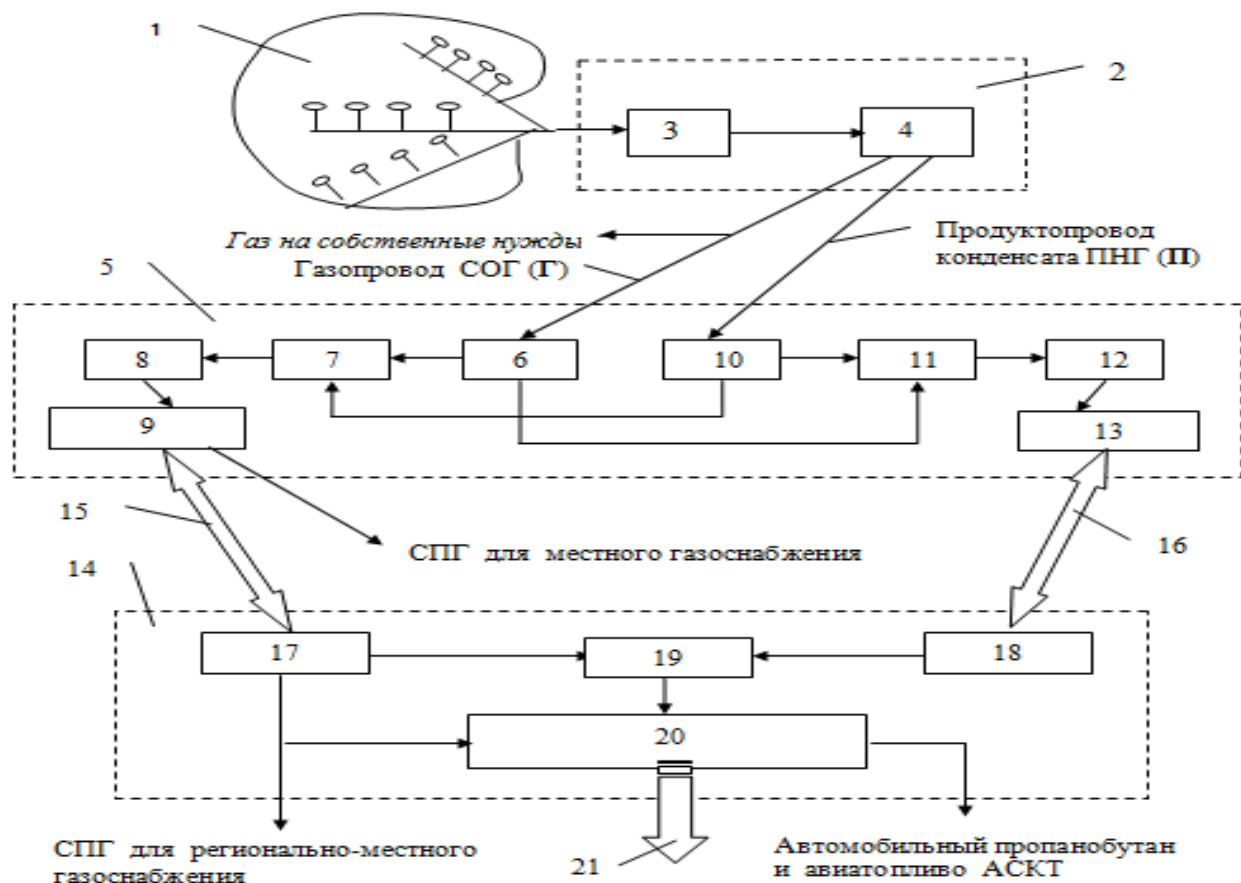 1
2
3
4
Газ на собственные нужды
Газопровод СОГ (Г)
Продуктопровод
конденсата ПНГ (П)
5
8
7
6
10
11
12
9
13
15
СПГ для местного газоснабжения
16
14
17
19
18
20
СПГ для регионально-местного
газоснабжения
21
Автомобильный пропанобутан
и авиатопливо АСКТ